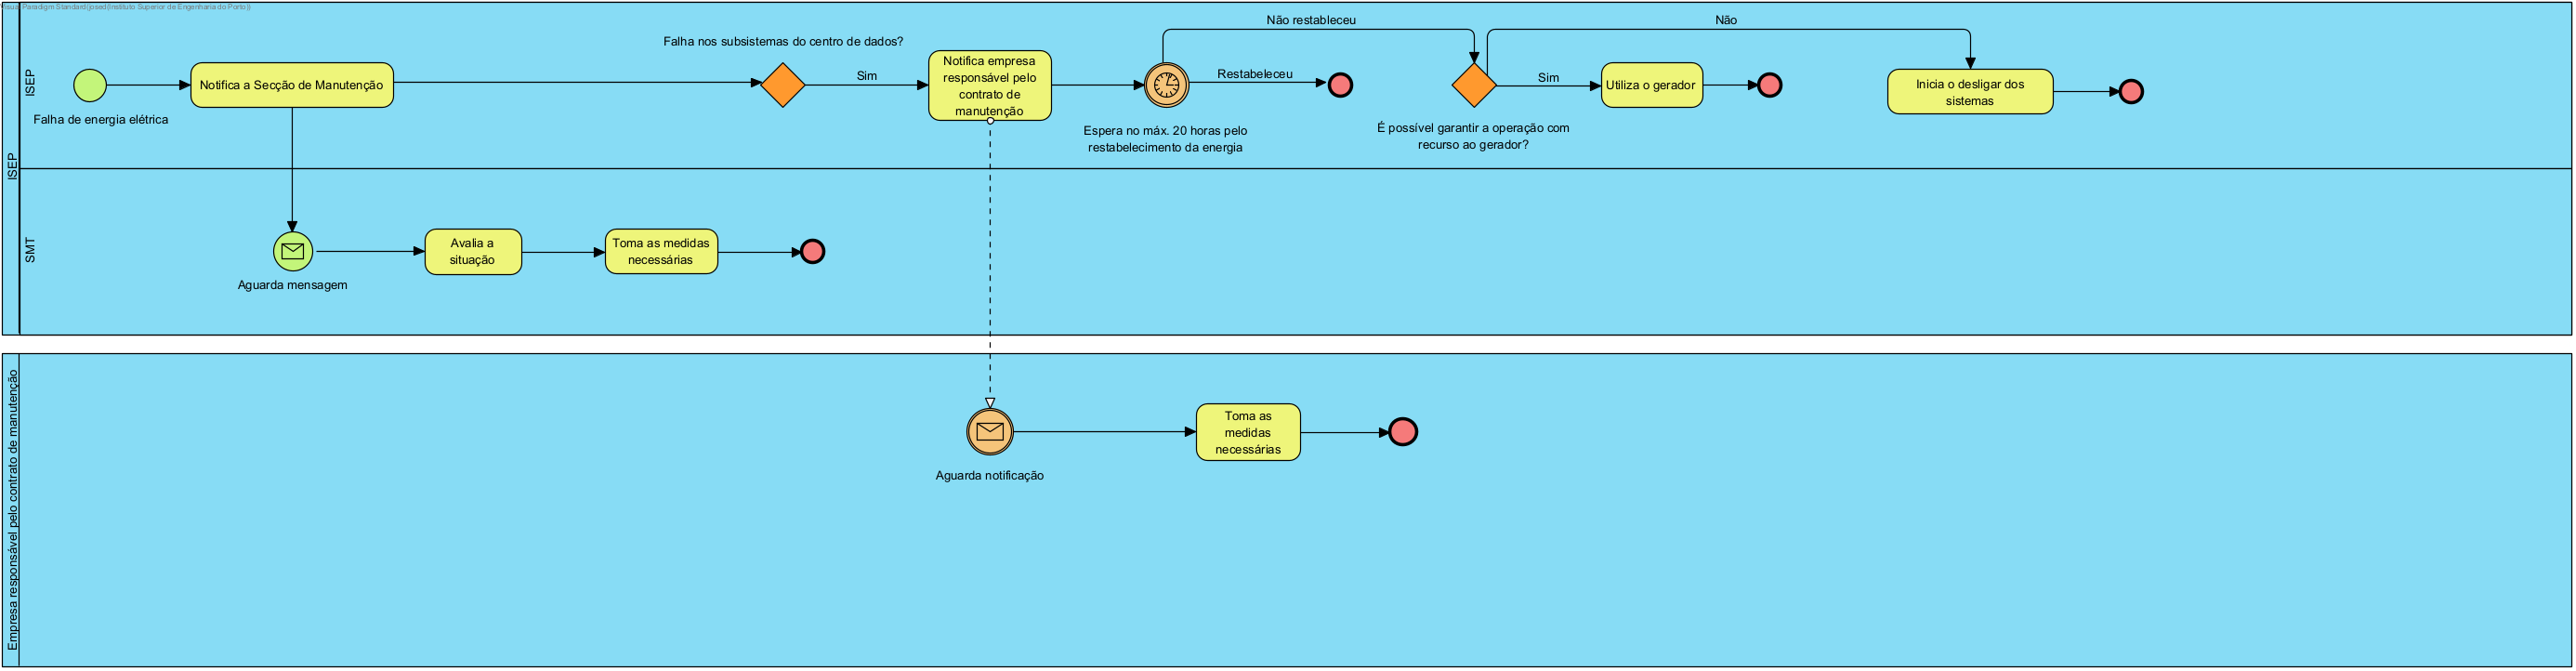 Visual Paradigm Standard(josed(Instituto Superior de Engenharia do Porto))
ISEP
ISEP
Falha de energia elétrica
Notifica a Secção de Manutenção
Falha nos subsistemas do centro de dados?
Sim
Notifica empresa
responsável pelo
contrato de
manutenção
Espera no máx. 20 horas pelo
restabelecimento da energia
Não restableceu
Restabeleceu
É possível garantir a operação com
recurso ao gerador?
Não
Sim
Utiliza o gerador
Inicia o desligar dos
sistemas
SMT
Aguarda mensagem
Avalia a
situação
Toma as medidas
necessárias
Empresa responsável pelo contrato de manutenção
Aguarda notificação
Toma as
medidas
necessárias